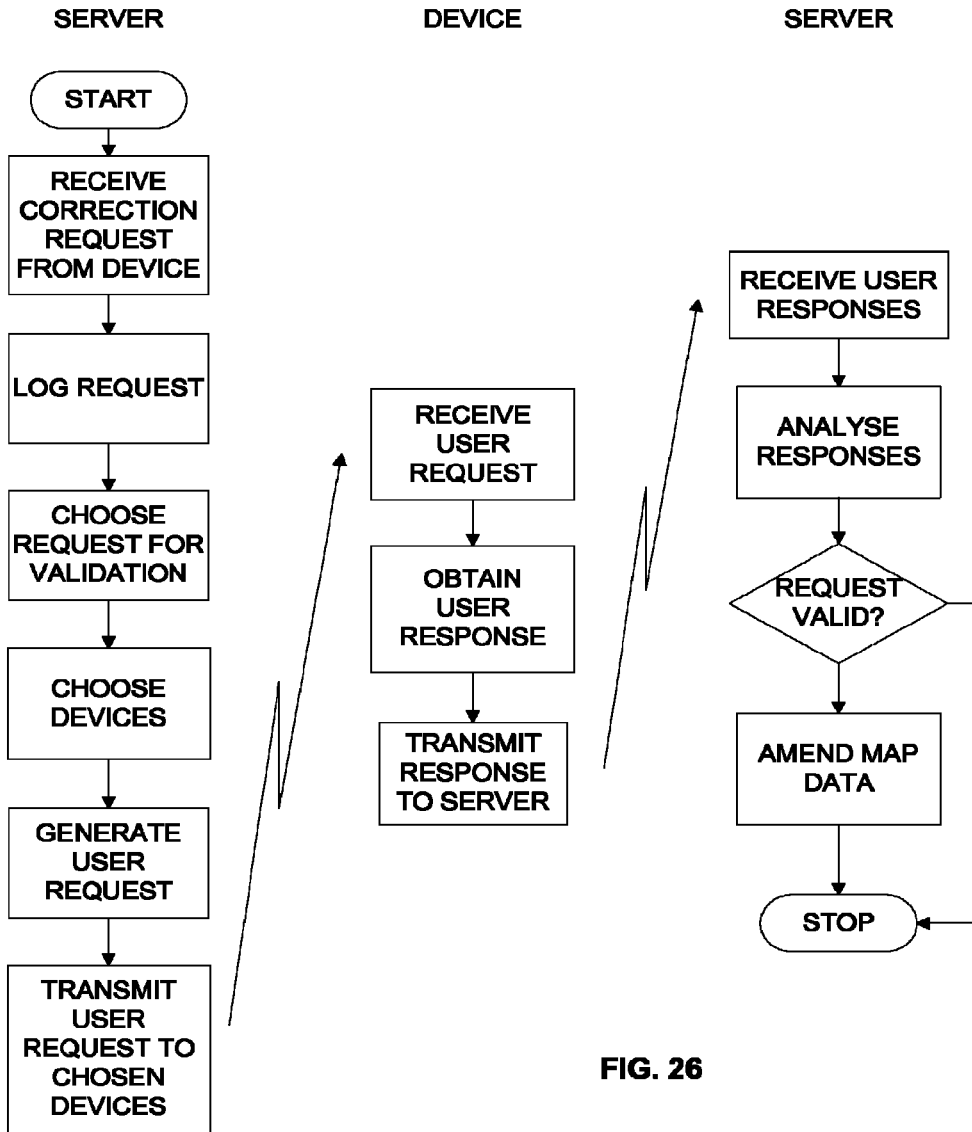 SERVER
START
RECEIVE
CORRECTION
REQUEST
FROM DEVICE
LOG REQUEST
CHOOSE
REQUEST FOR
VALIDATION
CHOOSE
DEVICES
GENERATE
USER
REQUEST
TRANSMIT
USER
REQUEST TO
CHOSEN
DEVICES
DEVICE
RECEIVE
USER
REQUEST
OBTAIN
USER
RESPONSE
TRANSMIT
RESPONSE
TO SERVER
SERVER
RECEIVE USER
RESPONSES
ANALYSE
RESPONSES
REQUEST
VALID?
AMEND MAP
DATA
STOP
FIG. 26